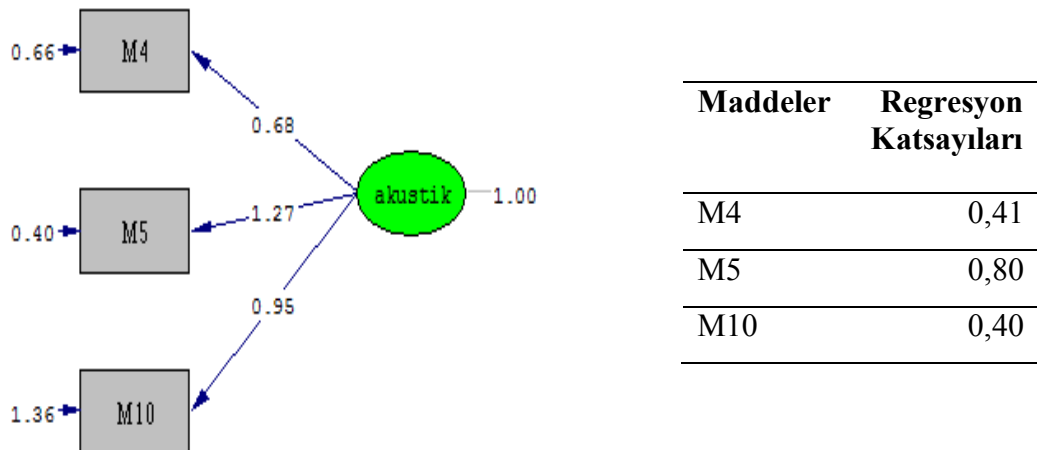 0.66
M4
0.68
akustik
1.00
0.40
M5
1.27
0.95
1.36
M10
Maddeler Regresyon
Katsayıları
M4 0,41
M5 0,80
M10 0,40